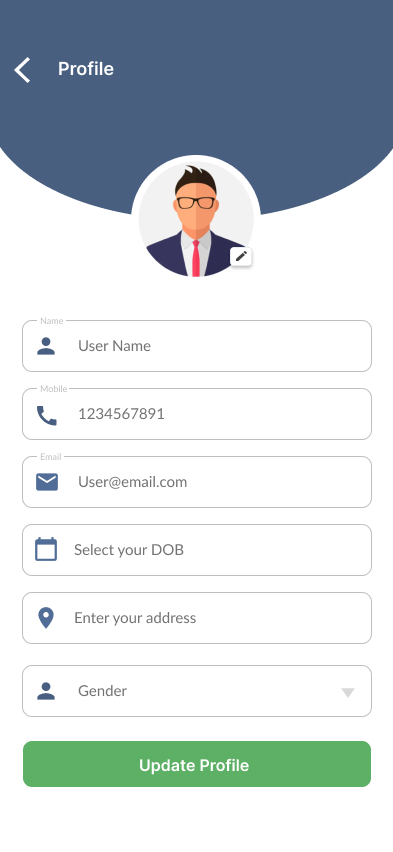 Profile
Name
User Name
Mobile
1234567891
Email
User@email.com
Select your DOB
Enter your address
Gender
Update Profile